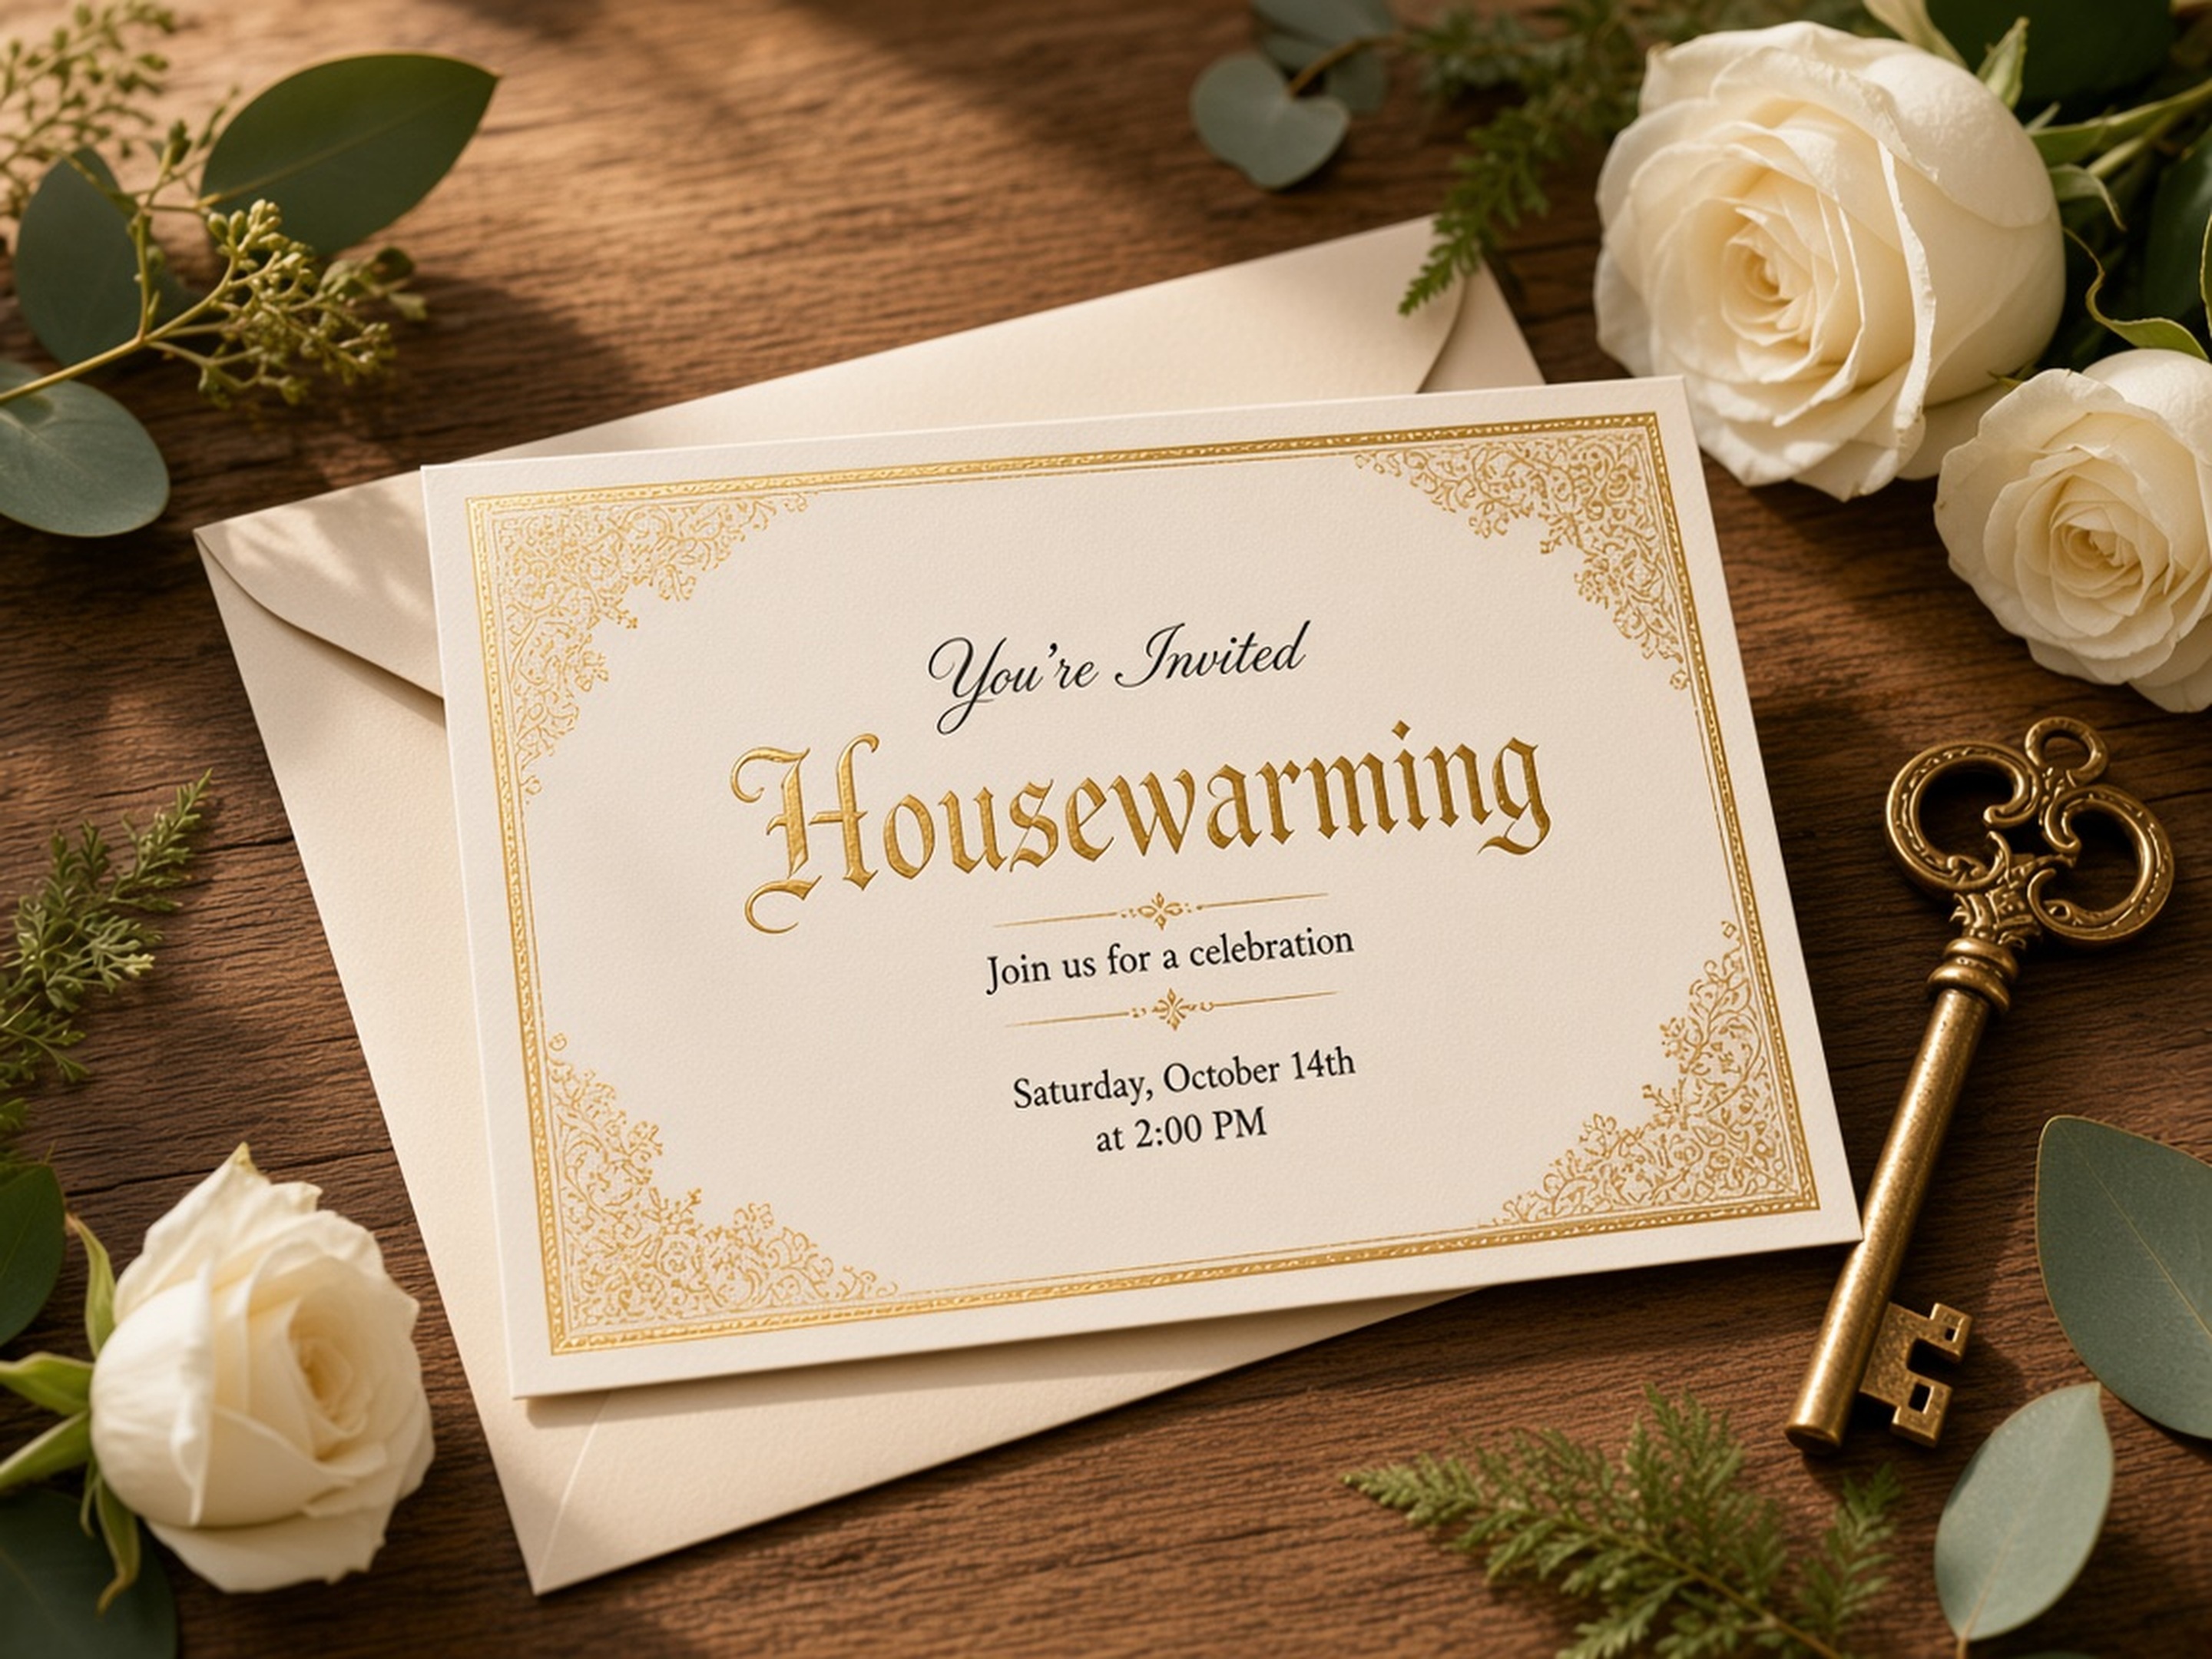 You're Invited
Housewarming
Join us for a celebration
Saturday, October 14th
at 2:00 PM